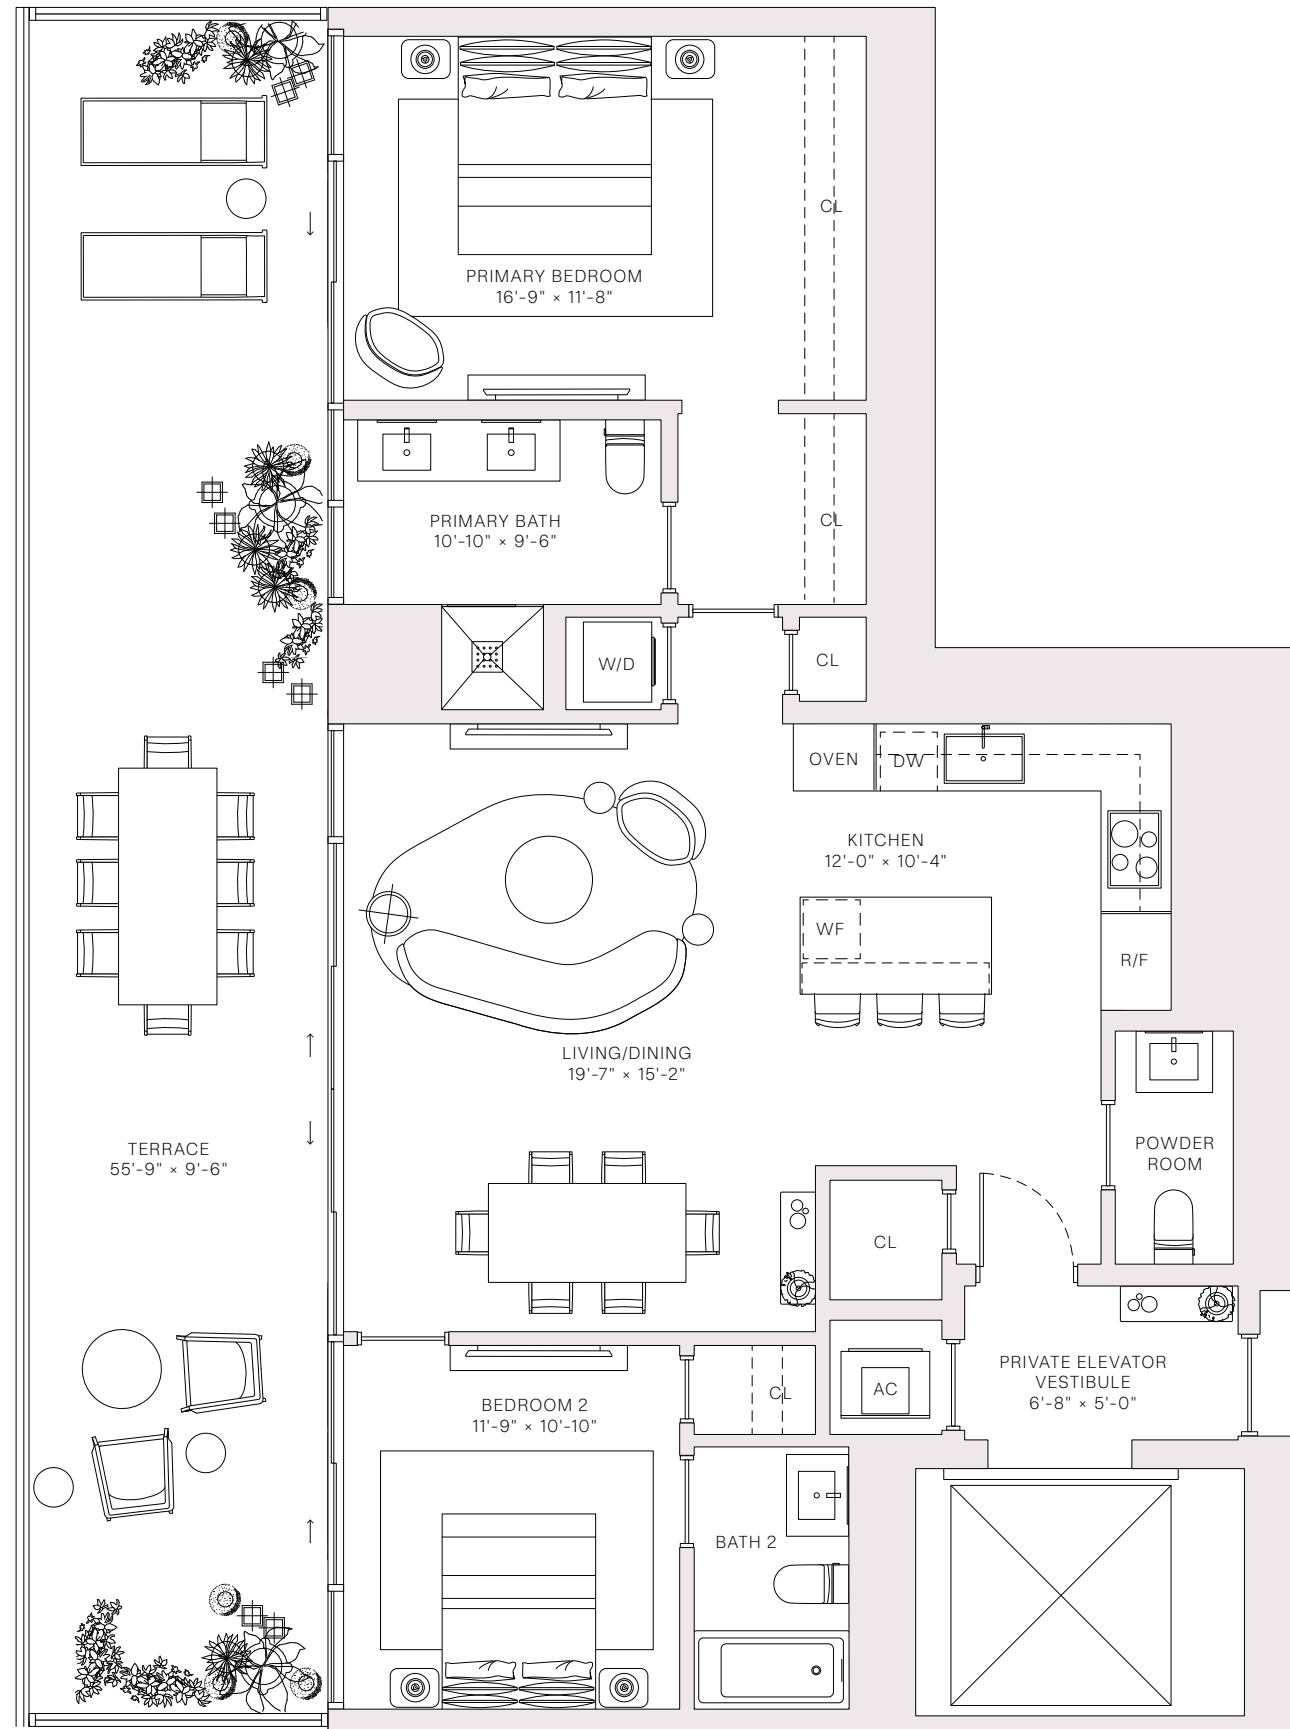 CL
PRIMARY BEDROOM
16'-9" × 11'-8"
PRIMARY BATH
10'-10" × 9'-6"
CL
W/D
CL
OVEN
DW
KITCHEN
12'-0" × 10'-4"
WF
R/F
LIVING/DINING
19'-7" × 15'-2"
TERRACE
55'-9" × 9'-6"
POWDER
ROOM
CL
PRIVATE ELEVATOR
VESTIBULE
6'-8" × 5'-0"
AC
CL
BEDROOM 2
11'-9" × 10'-10"
BATH 2